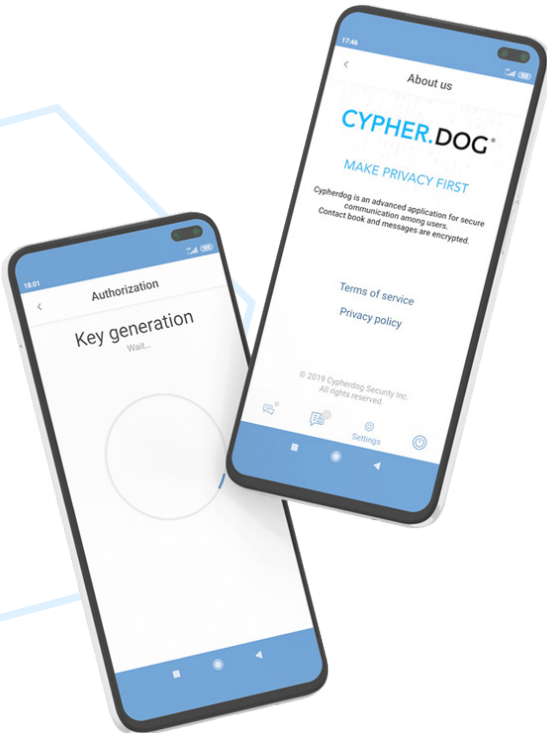 17:46
About us
CYPHER.DOG®
MAKE PRIVACY FIRST
Cypherdog is an advanced application for secure
communication among users.
Contact book and messages are encrypted.
Terms of service
Privacy policy
© 2019 Cypherdog Security Inc.
All rights reserved.
Settings
18:01
Authorization
Key generation
Wait...